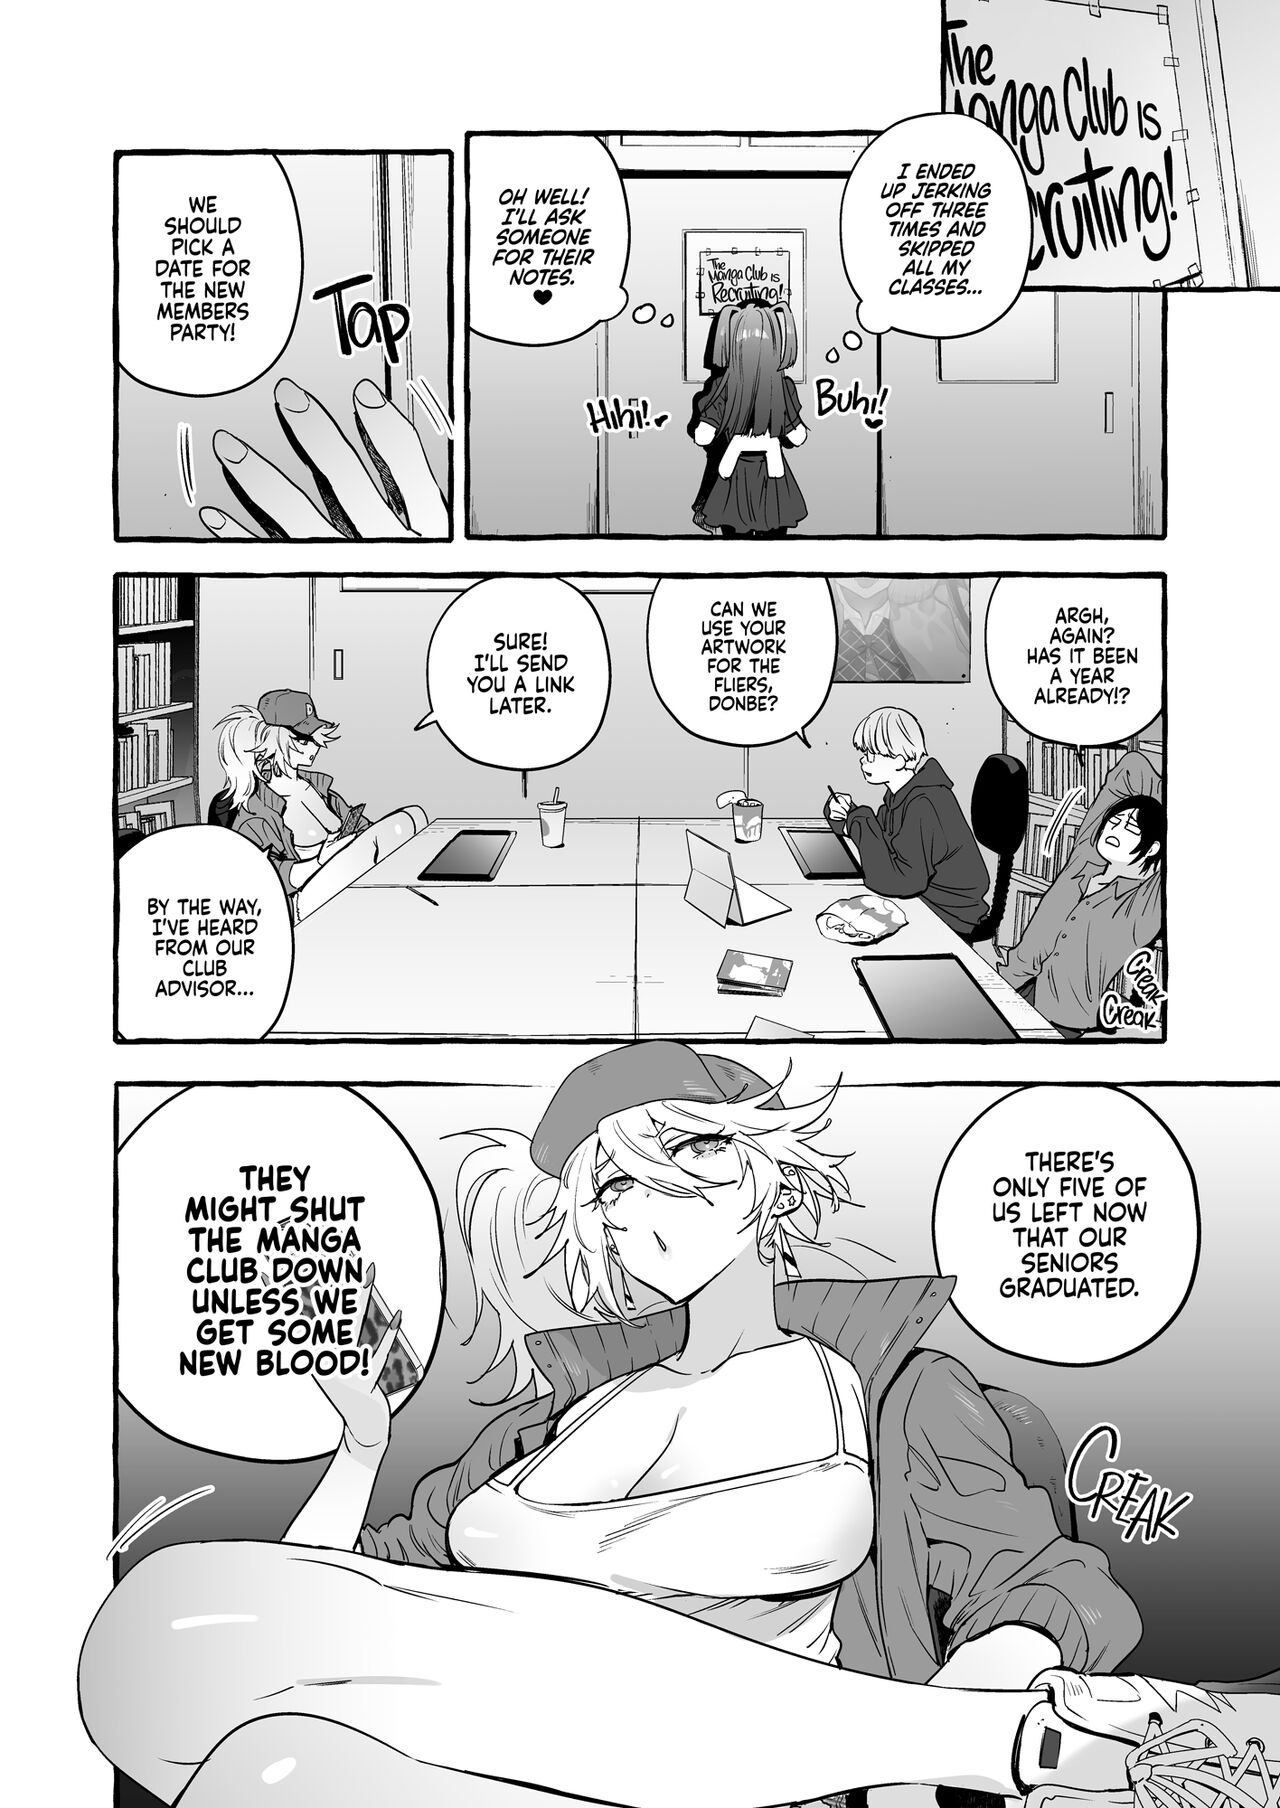 The
Manga Club is
Recruiting!
I ENDED
UP JERKING
OFF THREE
TIMES AND
SKIPPED
ALL MY
CLASSES...
OH WELL!
I'LL ASK
SOMEONE
FOR THEIR
NOTES.
♥
The
Manga Club is
Recruiting!
Buhi!
Hihi!
WE
SHOULD
PICK A
DATE FOR
THE NEW
MEMBERS
PARTY!
Tap
ARGH,
AGAIN?
HAS IT BEEN
A YEAR
ALREADY!?
CAN WE
USE YOUR
ARTWORK
FOR THE
FLIERS,
DONBE?
SURE!
I'LL SEND
YOU A LINK
LATER.
BY THE WAY,
I'VE HEARD
FROM OUR
CLUB
ADVISOR...
Creak
Creak
THERE'S
ONLY FIVE OF
US LEFT NOW
THAT OUR
SENIORS
GRADUATED.
THEY
MIGHT SHUT
THE MANGA
CLUB DOWN
UNLESS WE
GET SOME
NEW BLOOD!
CREAK